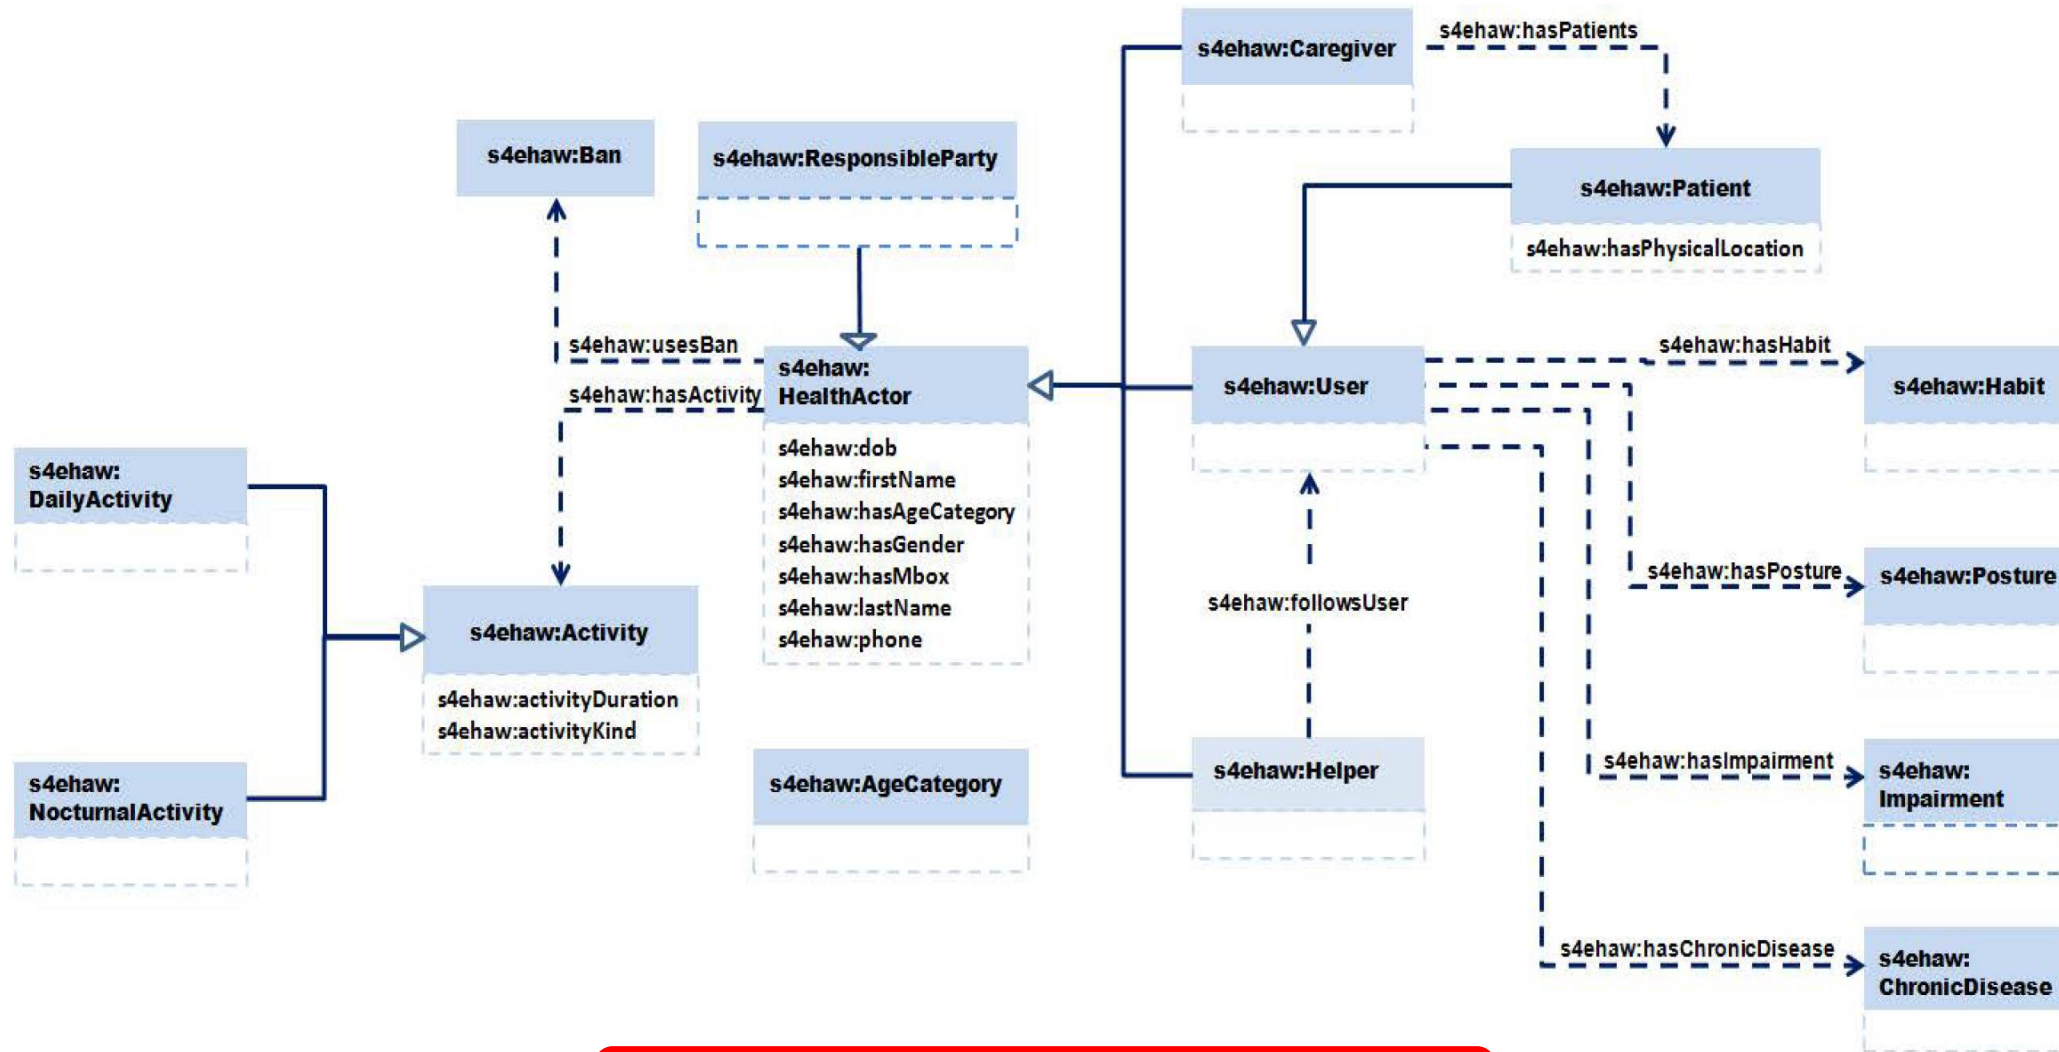 s4ehaw:Caregiver
s4ehaw:hasPatients
s4ehaw:Ban
s4ehaw:ResponsibleParty
s4ehaw:Patient
s4ehaw:hasPhysicalLocation
s4ehaw:usesBan
s4ehaw:hasActivity
s4ehaw:
HealthActor
s4ehaw:dob
s4ehaw:firstName
s4ehaw:hasAgeCategory
s4ehaw:hasGender
s4ehaw:hasMbox
s4ehaw:lastName
s4ehaw:phone
s4ehaw:User
s4ehaw:hasHabit
s4ehaw:Habit
s4ehaw:
DailyActivity
s4ehaw:Activity
s4ehaw:activityDuration
s4ehaw:activityKind
s4ehaw:followsUser
s4ehaw:hasPosture
s4ehaw:Posture
s4ehaw:
NocturnalActivity
s4ehaw:AgeCategory
s4ehaw:Helper
s4ehaw:hasImpairment
s4ehaw:
Impairment
s4ehaw:hasChronicDisease
s4ehaw:
ChronicDisease